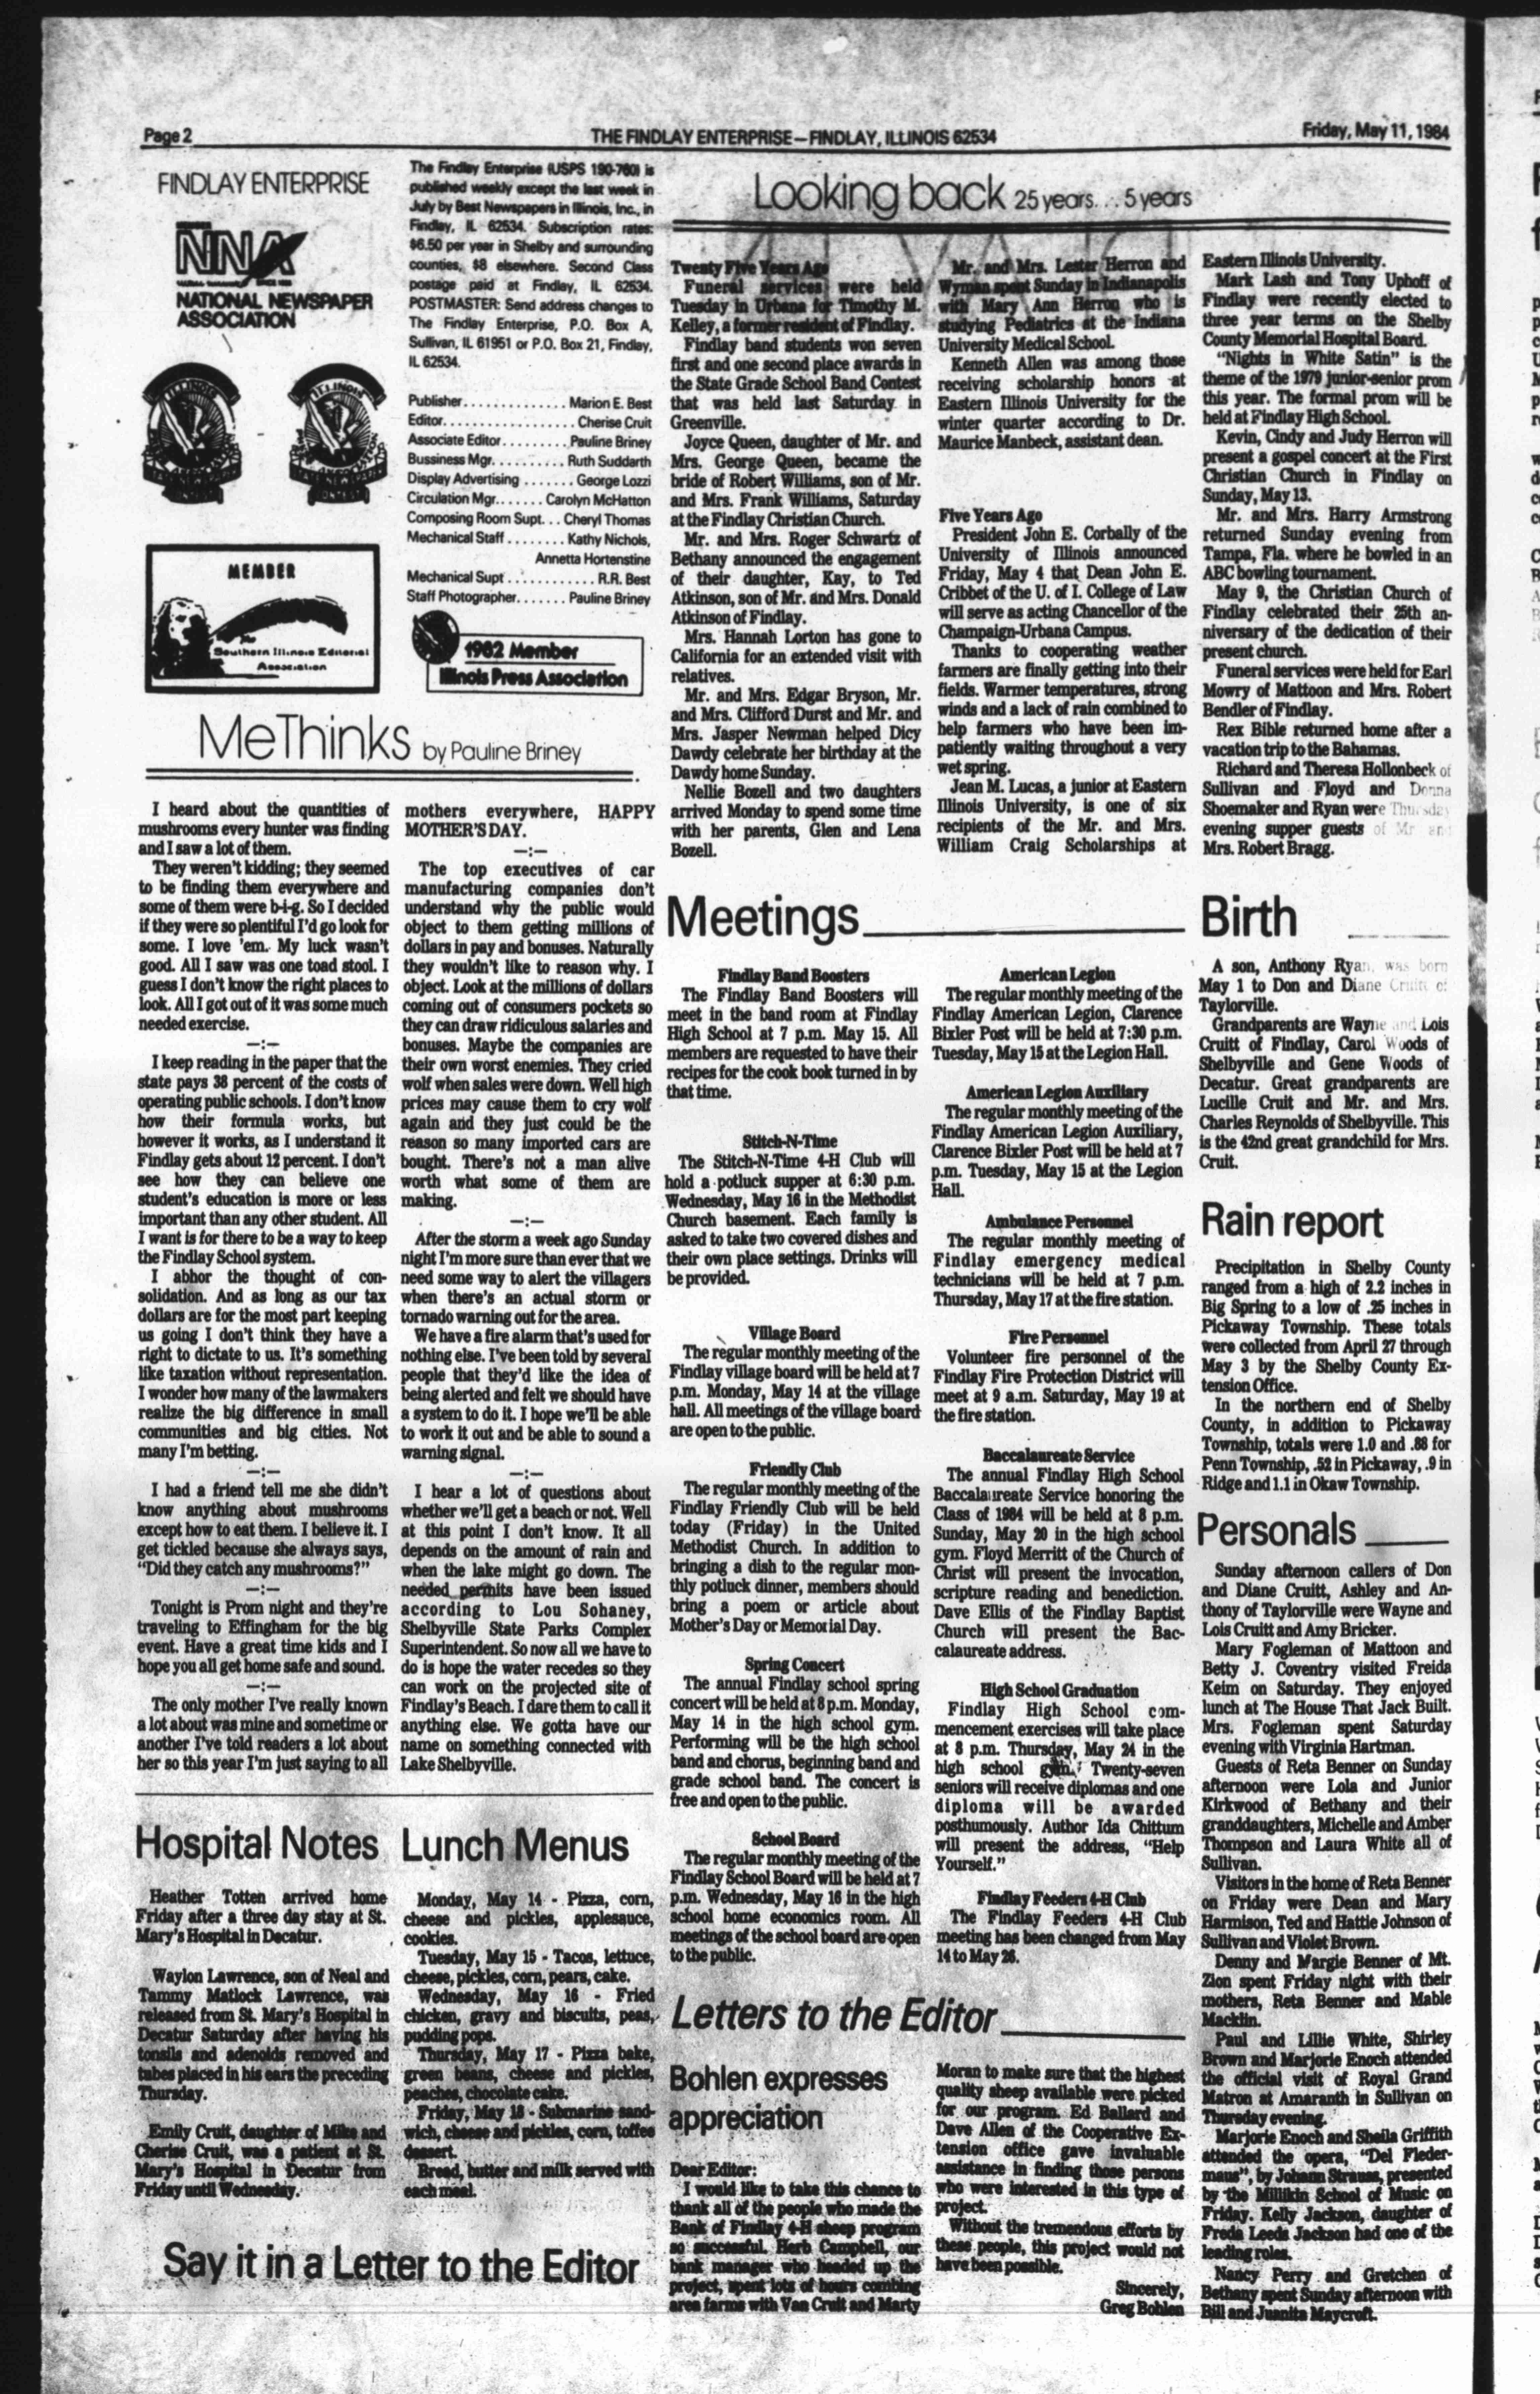 Page 2
THE FINDLAY ENTERPRISE—FINDLAY, ILLINOIS 62534
Friday, May 11, 1984
FINDLAY ENTERPRISE
NNA
NATIONAL NEWSPAPER
ASSOCIATION
ILLINOIS
ILLINOIS
MEMBER
Southern Illinois Editorial
Association
The Findlay Enterprise (USPS 190-760) is
published weekly except the last week in
July by Best Newspapers in Illinois, Inc., in
Findlay, IL 62534. Subscription rates:
$6.50 per year in Shelby and surrounding
counties, $8 elsewhere. Second Class
postage paid at Findlay, IL 62534.
POSTMASTER: Send address changes to
The Findlay Enterprise, P.O. Box A,
Sullivan, IL 61951 or P.O. Box 21, Findlay,
IL 62534.
Publisher............. Marion E. Best
Editor.................. Cherise Cruit
Associate Editor......... Pauline Briney
Bussiness Mgr.......... Ruth Suddarth
Display Advertising....... George Lozzi
Circulation Mgr....... Carolyn McHatton
Composing Room Supt... Cheryl Thomas
Mechanical Staff........ Kathy Nichols,
Annetta Hortenstine
Mechanical Supt............ R.R. Best
Staff Photographer....... Pauline Briney
1982 Member
Illinois Press Association
MeThinks by Pauline Briney
I heard about the quantities of
mushrooms every hunter was finding
and I saw a lot of them.
They weren't kidding; they seemed
to be finding them everywhere and
some of them were b-i-g. So I decided
if they were so plentiful I'd go look for
some. I love 'em. My luck wasn't
good. All I saw was one toad stool. I
guess I don't know the right places to
look. All I got out of it was some much
needed exercise.
—:—
I keep reading in the paper that the
state pays 38 percent of the costs of
operating public schools. I don't know
how their formula works, but
however it works, as I understand it
Findlay gets about 12 percent. I don't
see how they can believe one
student's education is more or less
important than any other student. All
I want is for there to be a way to keep
the Findlay School system.
I abhor the thought of con-
solidation. And as long as our tax
dollars are for the most part keeping
us going I don't think they have a
right to dictate to us. It's something
like taxation without representation.
I wonder how many of the lawmakers
realize the big difference in small
communities and big cities. Not
many I'm betting.
—:—
I had a friend tell me she didn't
know anything about mushrooms
except how to eat them. I believe it. I
get tickled because she always says,
"Did they catch any mushrooms?"
—:—
Tonight is Prom night and they're
traveling to Effingham for the big
event. Have a great time kids and I
hope you all get home safe and sound.
—:—
The only mother I've really known
a lot about was mine and sometime or
another I've told readers a lot about
her so this year I'm just saying to all
mothers everywhere, HAPPY
MOTHER'S DAY.
—:—
The top executives of car
manufacturing companies don't
understand why the public would
object to them getting millions of
dollars in pay and bonuses. Naturally
they wouldn't like to reason why. I
object. Look at the millions of dollars
coming out of consumers pockets so
they can draw ridiculous salaries and
bonuses. Maybe the companies are
their own worst enemies. They cried
wolf when sales were down. Well high
prices may cause them to cry wolf
again and they just could be the
reason so many imported cars are
bought. There's not a man alive
worth what some of them are
making.
—:—
After the storm a week ago Sunday
night I'm more sure than ever that we
need some way to alert the villagers
when there's an actual storm or
tornado warning out for the area.
We have a fire alarm that's used for
nothing else. I've been told by several
people that they'd like the idea of
being alerted and felt we should have
a system to do it. I hope we'll be able
to work it out and be able to sound a
warning signal.
—:—
I hear a lot of questions about
whether we'll get a beach or not. Well
at this point I don't know. It all
depends on the amount of rain and
when the lake might go down. The
needed permits have been issued
according to Lou Sohaney,
Shelbyville State Parks Complex
Superintendent. So now all we have to
do is hope the water recedes so they
can work on the projected site of
Findlay's Beach. I dare them to call it
anything else. We gotta have our
name on something connected with
Lake Shelbyville.
Hospital Notes
Heather Totten arrived home
Friday after a three day stay at St.
Mary's Hospital in Decatur.
Waylon Lawrence, son of Neal and
Tammy Matlock Lawrence, was
released from St. Mary's Hospital in
Decatur Saturday after having his
tonsils and adenoids removed and
tubes placed in his ears the preceding
Thursday.
Emily Cruit, daughter of Mike and
Cherise Cruit, was a patient at St.
Mary's Hospital in Decatur from
Friday until Wednesday.
Lunch Menus
Monday, May 14 - Pizza, corn,
cheese and pickles, applesauce,
cookies.
Tuesday, May 15 - Tacos, lettuce,
cheese, pickles, corn, pears, cake.
Wednesday, May 16 - Fried
chicken, gravy and biscuits, peas,
pudding pops.
Thursday, May 17 - Pizza bake,
green beans, cheese and pickles,
peaches, chocolate cake.
Friday, May 18 - Submarine sand-
wich, cheese and pickles, corn, toffee
dessert.
Bread, butter and milk served with
each meal.
Say it in a Letter to the Editor
Looking back 25 years... 5 years
Twenty Five Years Ago
Funeral services were held
Tuesday in Urbana for Timothy M.
Kelley, a former resident of Findlay.
Findlay band students won seven
first and one second place awards in
the State Grade School Band Contest
that was held last Saturday in
Greenville.
Joyce Queen, daughter of Mr. and
Mrs. George Queen, became the
bride of Robert Williams, son of Mr.
and Mrs. Frank Williams, Saturday
at the Findlay Christian Church.
Mr. and Mrs. Roger Schwartz of
Bethany announced the engagement
of their daughter, Kay, to Ted
Atkinson, son of Mr. and Mrs. Donald
Atkinson of Findlay.
Mrs. Hannah Lorton has gone to
California for an extended visit with
relatives.
Mr. and Mrs. Edgar Bryson, Mr.
and Mrs. Clifford Durst and Mr. and
Mrs. Jasper Newman helped Dicy
Dawdy celebrate her birthday at the
Dawdy home Sunday.
Nellie Bozell and two daughters
arrived Monday to spend some time
with her parents, Glen and Lena
Bozell.
Mr. and Mrs. Lester Herron and
Wyman spent Sunday in Indianapolis
with Mary Ann Herron who is
studying Pediatrics at the Indiana
University Medical School.
Kenneth Allen was among those
receiving scholarship honors at
Eastern Illinois University for the
winter quarter according to Dr.
Maurice Manbeck, assistant dean.
Five Years Ago
President John E. Corbally of the
University of Illinois announced
Friday, May 4 that Dean John E.
Cribbet of the U. of I. College of Law
will serve as acting Chancellor of the
Champaign-Urbana Campus.
Thanks to cooperating weather
farmers are finally getting into their
fields. Warmer temperatures, strong
winds and a lack of rain combined to
help farmers who have been im-
patiently waiting throughout a very
wet spring.
Jean M. Lucas, a junior at Eastern
Illinois University, is one of six
recipients of the Mr. and Mrs.
William Craig Scholarships at
Eastern Illinois University.
Mark Lash and Tony Uphoff of
Findlay were recently elected to
three year terms on the Shelby
County Memorial Hospital Board.
"Nights in White Satin" is the
theme of the 1979 junior-senior prom
this year. The formal prom will be
held at Findlay High School.
Kevin, Cindy and Judy Herron will
present a gospel concert at the First
Christian Church in Findlay on
Sunday, May 13.
Mr. and Mrs. Harry Armstrong
returned Sunday evening from
Tampa, Fla. where he bowled in an
ABC bowling tournament.
May 9, the Christian Church of
Findlay celebrated their 25th an-
niversary of the dedication of their
present church.
Funeral services were held for Earl
Mowry of Mattoon and Mrs. Robert
Bendler of Findlay.
Rex Bible returned home after a
vacation trip to the Bahamas.
Richard and Theresa Hollonbeck of
Sullivan and Floyd and Donna
Shoemaker and Ryan were Thursday
evening supper guests of Mr and
Mrs. Robert Bragg.
Meetings
Findlay Band Boosters
The Findlay Band Boosters will
meet in the band room at Findlay
High School at 7 p.m. May 15. All
members are requested to have their
recipes for the cook book turned in by
that time.
Stitch-N-Time
The Stitch-N-Time 4-H Club will
hold a potluck supper at 6:30 p.m.
Wednesday, May 16 in the Methodist
Church basement. Each family is
asked to take two covered dishes and
their own place settings. Drinks will
be provided.
Village Board
The regular monthly meeting of the
Findlay village board will be held at 7
p.m. Monday, May 14 at the village
hall. All meetings of the village board
are open to the public.
Friendly Club
The regular monthly meeting of the
Findlay Friendly Club will be held
today (Friday) in the United
Methodist Church. In addition to
bringing a dish to the regular mon-
thly potluck dinner, members should
bring a poem or article about
Mother's Day or Memorial Day.
Spring Concert
The annual Findlay school spring
concert will be held at 8 p.m. Monday,
May 14 in the high school gym.
Performing will be the high school
band and chorus, beginning band and
grade school band. The concert is
free and open to the public.
School Board
The regular monthly meeting of the
Findlay School Board will be held at 7
p.m. Wednesday, May 16 in the high
school home economics room. All
meetings of the school board are open
to the public.
American Legion
The regular monthly meeting of the
Findlay American Legion, Clarence
Bixler Post will be held at 7:30 p.m.
Tuesday, May 15 at the Legion Hall.
American Legion Auxiliary
The regular monthly meeting of the
Findlay American Legion Auxiliary,
Clarence Bixler Post will be held at 7
p.m. Tuesday, May 15 at the Legion
Hall.
Ambulance Personnel
The regular monthly meeting of
Findlay emergency medical
technicians will be held at 7 p.m.
Thursday, May 17 at the fire station.
Fire Personnel
Volunteer fire personnel of the
Findlay Fire Protection District will
meet at 9 a.m. Saturday, May 19 at
the fire station.
Baccalaureate Service
The annual Findlay High School
Baccalaureate Service honoring the
Class of 1984 will be held at 8 p.m.
Sunday, May 20 in the high school
gym. Floyd Merritt of the Church of
Christ will present the invocation,
scripture reading and benediction.
Dave Ellis of the Findlay Baptist
Church will present the Bac-
calaureate address.
High School Graduation
Findlay High School com-
mencement exercises will take place
at 8 p.m. Thursday, May 24 in the
high school gym. Twenty-seven
seniors will receive diplomas and one
diploma will be awarded
posthumously. Author Ida Chittum
will present the address, "Help
Yourself."
Findlay Feeders 4-H Club
The Findlay Feeders 4-H Club
meeting has been changed from May
14 to May 26.
Letters to the Editor
Bohlen expresses
appreciation
Dear Editor:
I would like to take this chance to
thank all of the people who made the
Bank of Findlay 4-H sheep program
so successful. Herb Campbell, our
bank manager who headed up the
project, spent lots of hours combing
area farms with Van Cruit and Marty
Moran to make sure that the highest
quality sheep available were picked
for our program. Ed Ballard and
Dave Allen of the Cooperative Ex-
tension office gave invaluable
assistance in finding those persons
who were interested in this type of
project.
Without the tremendous efforts by
these people, this project would not
have been possible.
Sincerely,
Greg Bohlen
Birth
A son, Anthony Ryan, was born
May 1 to Don and Diane Cruitt of
Taylorville.
Grandparents are Wayne and Lois
Cruitt of Findlay, Carol Woods of
Shelbyville and Gene Woods of
Decatur. Great grandparents are
Lucille Cruit and Mr. and Mrs.
Charles Reynolds of Shelbyville. This
is the 42nd great grandchild for Mrs.
Cruit.
Rain report
Precipitation in Shelby County
ranged from a high of 2.2 inches in
Big Spring to a low of .25 inches in
Pickaway Township. These totals
were collected from April 27 through
May 3 by the Shelby County Ex-
tension Office.
In the northern end of Shelby
County, in addition to Pickaway
Township, totals were 1.0 and .88 for
Penn Township, .52 in Pickaway, .9 in
Ridge and 1.1 in Okaw Township.
Personals
Sunday afternoon callers of Don
and Diane Cruitt, Ashley and An-
thony of Taylorville were Wayne and
Lois Cruitt and Amy Bricker.
Mary Fogleman of Mattoon and
Betty J. Coventry visited Freida
Keim on Saturday. They enjoyed
lunch at The House That Jack Built.
Mrs. Fogleman spent Saturday
evening with Virginia Hartman.
Guests of Reta Benner on Sunday
afternoon were Lola and Junior
Kirkwood of Bethany and their
granddaughters, Michelle and Amber
Thompson and Laura White all of
Sullivan.
Visitors in the home of Reta Benner
on Friday were Dean and Mary
Harmison, Ted and Hattie Johnson of
Sullivan and Violet Brown.
Denny and Margie Benner of Mt.
Zion spent Friday night with their
mothers, Reta Benner and Mable
Macklin.
Paul and Lillie White, Shirley
Brown and Marjorie Enoch attended
the official visit of Royal Grand
Matron at Amaranth in Sullivan on
Thursday evening.
Marjorie Enoch and Sheila Griffith
attended the opera, "Del Fleder-
maus", by Johann Strauss, presented
by the Millikin School of Music on
Friday. Kelly Jackson, daughter of
Freda Leeds Jackson had one of the
leading roles.
Nancy Perry and Gretchen of
Bethany spent Sunday afternoon with
Bill and Juanita Maycroft.